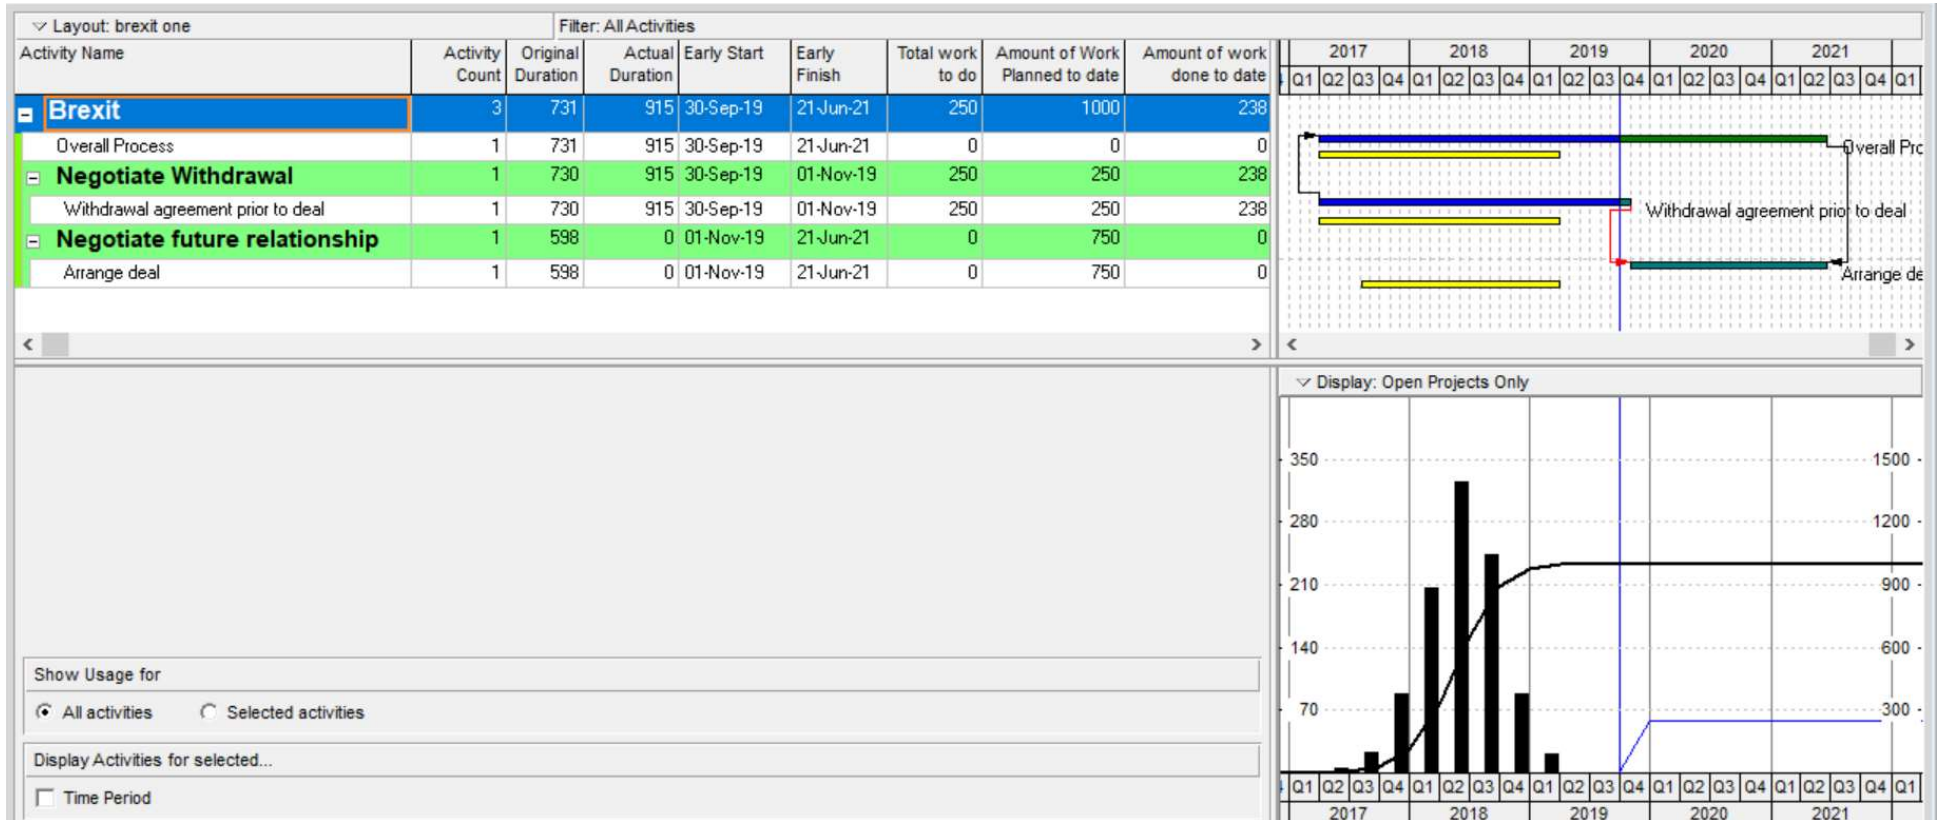 Layout: brexit one Filter: All Activities
Activity Name Activity Count Original Duration Actual Duration Early Start Early Finish Total work to do Amount of Work Planned to date Amount of work done to date
2017 2018 2019 2020 2021
Q1 Q2 Q3 Q4 Q1 Q2 Q3 Q4 Q1 Q2 Q3 Q4 Q1 Q2 Q3 Q4 Q1 Q2 Q3 Q4 Q1
Brexit 3 731 915 30-Sep-19 21-Jun-21 250 1000 238
Overall Process 1 731 915 30-Sep-19 21-Jun-21 0 0 0 Overall Pro
Negotiate Withdrawal 1 730 915 30-Sep-19 01-Nov-19 250 250 238
Withdrawal agreement prior to deal 1 730 915 30-Sep-19 01-Nov-19 250 250 238 Withdrawal agreement prior to deal
Negotiate future relationship 1 598 0 01-Nov-19 21-Jun-21 0 750 0
Arrange deal 1 598 0 01-Nov-19 21-Jun-21 0 750 0 Arrange de
Display: Open Projects Only
350 1500
280 1200
210 900
140 600
70 300
Show Usage for
All activities Selected activities
Display Activities for selected...
Time Period
Q1 Q2 Q3 Q4 Q1 Q2 Q3 Q4 Q1 Q2 Q3 Q4 Q1 Q2 Q3 Q4 Q1 Q2 Q3 Q4 Q1
2017 2018 2019 2020 2021